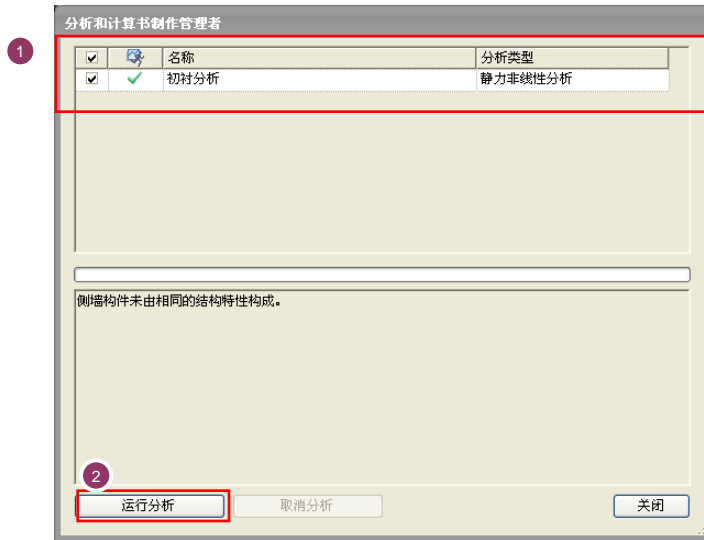 分析和计算书制作管理者
1
名称 分析类型
初衬分析 静力非线性分析
侧墙构件未由相同的结构特性构成。
2
运行分析 取消分析 关闭